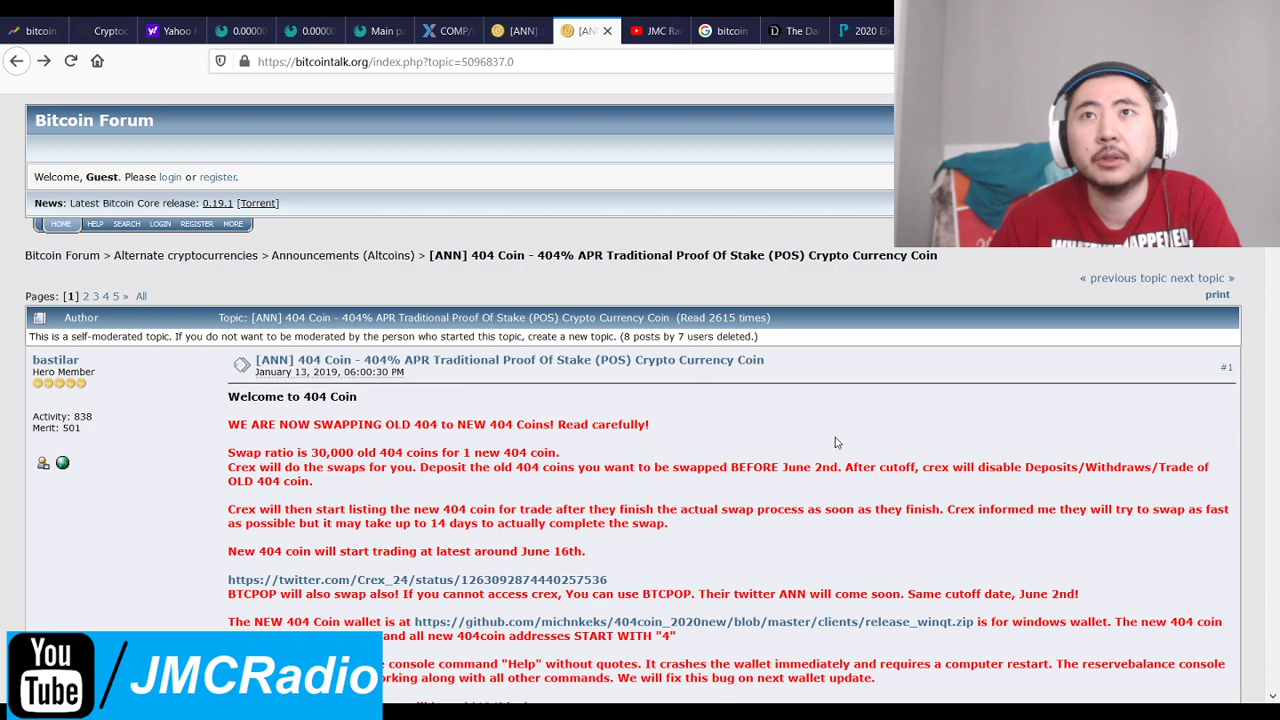 bitcoin
Cryptoc
Yahoo
0.00000
0.00000
Main p
COMP/
[ANN]
[AN
JMC Ra
bitcoin
The Da
2020 El
https://bitcointalk.org/index.php?topic=5096837.0
Bitcoin Forum
Welcome, Guest. Please login or register.
News: Latest Bitcoin Core release: 0.19.1 [Torrent]
HOME HELP SEARCH LOGIN REGISTER MORE
WHAT HAPPENED,
Bitcoin Forum > Alternate cryptocurrencies > Announcements (Altcoins) > [ANN] 404 Coin - 404% APR Traditional Proof Of Stake (POS) Crypto Currency Coin
« previous topic next topic »
Pages: [1] 2 3 4 5 » All
print
Author Topic: [ANN] 404 Coin - 404% APR Traditional Proof Of Stake (POS) Crypto Currency Coin (Read 2615 times)
This is a self-moderated topic. If you do not want to be moderated by the person who started this topic, create a new topic. (8 posts by 7 users deleted.)
bastilar
Hero Member
Activity: 838
Merit: 501
[ANN] 404 Coin - 404% APR Traditional Proof Of Stake (POS) Crypto Currency Coin
January 13, 2019, 06:00:30 PM
#1
Welcome to 404 Coin
WE ARE NOW SWAPPING OLD 404 to NEW 404 Coins! Read carefully!
Swap ratio is 30,000 old 404 coins for 1 new 404 coin.
Crex will do the swaps for you. Deposit the old 404 coins you want to be swapped BEFORE June 2nd. After cutoff, crex will disable Deposits/Withdraws/Trade of
OLD 404 coin.
Crex will then start listing the new 404 coin for trade after they finish the actual swap process as soon as they finish. Crex informed me they will try to swap as fast
as possible but it may take up to 14 days to actually complete the swap.
New 404 coin will start trading at latest around June 16th.
https://twitter.com/Crex_24/status/1263092874440257536
BTCPOP will also swap also! If you cannot access crex, You can use BTCPOP. Their twitter ANN will come soon. Same cutoff date, June 2nd!
The NEW 404 Coin wallet is at https://github.com/michnkeks/404coin_2020new/blob/master/clients/release_winqt.zip is for windows wallet. The new 404 coin
and all new 404coin addresses START WITH "4"
e console command "Help" without quotes. It crashes the wallet immediately and requires a computer restart. The reservebalance console
rking along with all other commands. We will fix this bug on next wallet update.
You Tube / JMCRadio